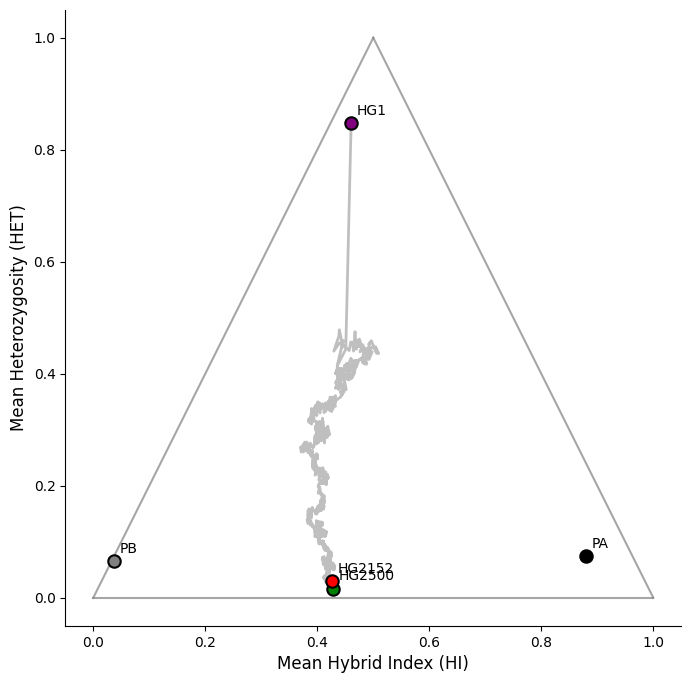 1.0
HG1
0.8
0.6
0.4
0.2
PB
PA
HG2152
HG2500
0.0
0.0 0.2 0.4 0.6 0.8 1.0
Mean Hybrid Index (HI)
Mean Heterozygosity (HET)